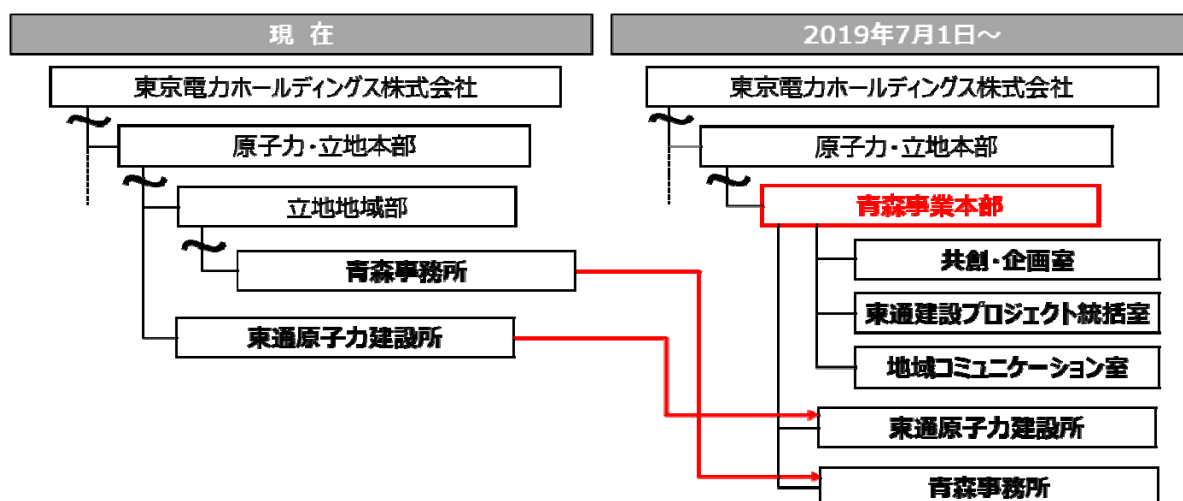 現 在
東京電力ホールディングス株式会社
原子力・立地本部
立地地域部
青森事務所
東通原子力建設所
2019年7月1日～
東京電力ホールディングス株式会社
原子力・立地本部
青森事業本部
共創・企画室
東通建設プロジェクト統括室
地域コミュニケーション室
東通原子力建設所
青森事務所